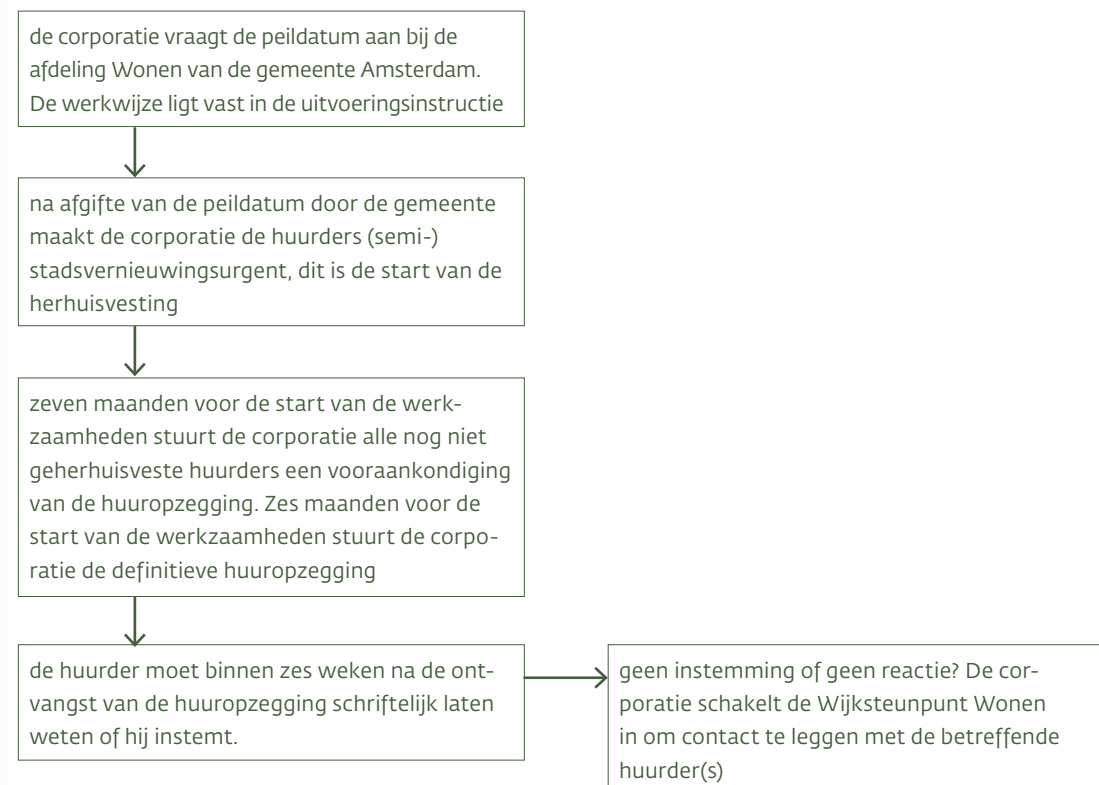 de corporatie vraagt de peildatum aan bij de
afdeling Wonen van de gemeente Amsterdam.
De werkwijze ligt vast in de uitvoeringsinstructie
na afgifte van de peildatum door de gemeente
maakt de corporatie de huurders (semi-)
stadsvernieuwingsurgent, dit is de start van de
herhuisvesting
zeven maanden voor de start van de werk-
zaamheden stuurt de corporatie alle nog niet
geherhuisveste huurders een vooraankondiging
van de huuropzegging. Zes maanden voor de
start van de werkzaamheden stuurt de corpo-
ratie de definitieve huuropzegging
de huurder moet binnen zes weken na de ont-
vangst van de huuropzegging schriftelijk laten
weten of hij instemt.
geen instemming of geen reactie? De cor-
poratie schakelt de Wijksteunpunt Wonen
in om contact te leggen met de betreffende
huurder(s)